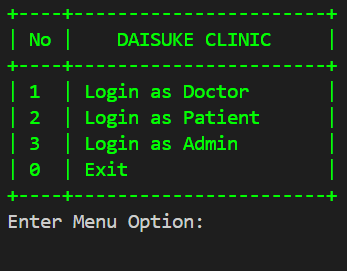 +----+------------------------+
| No |    DAISUKE CLINIC     |
+----+------------------------+
| 1  | Login as Doctor       |
| 2  | Login as Patient      |
| 3  | Login as Admin        |
| 0  | Exit                  |
+----+------------------------+
Enter Menu Option: